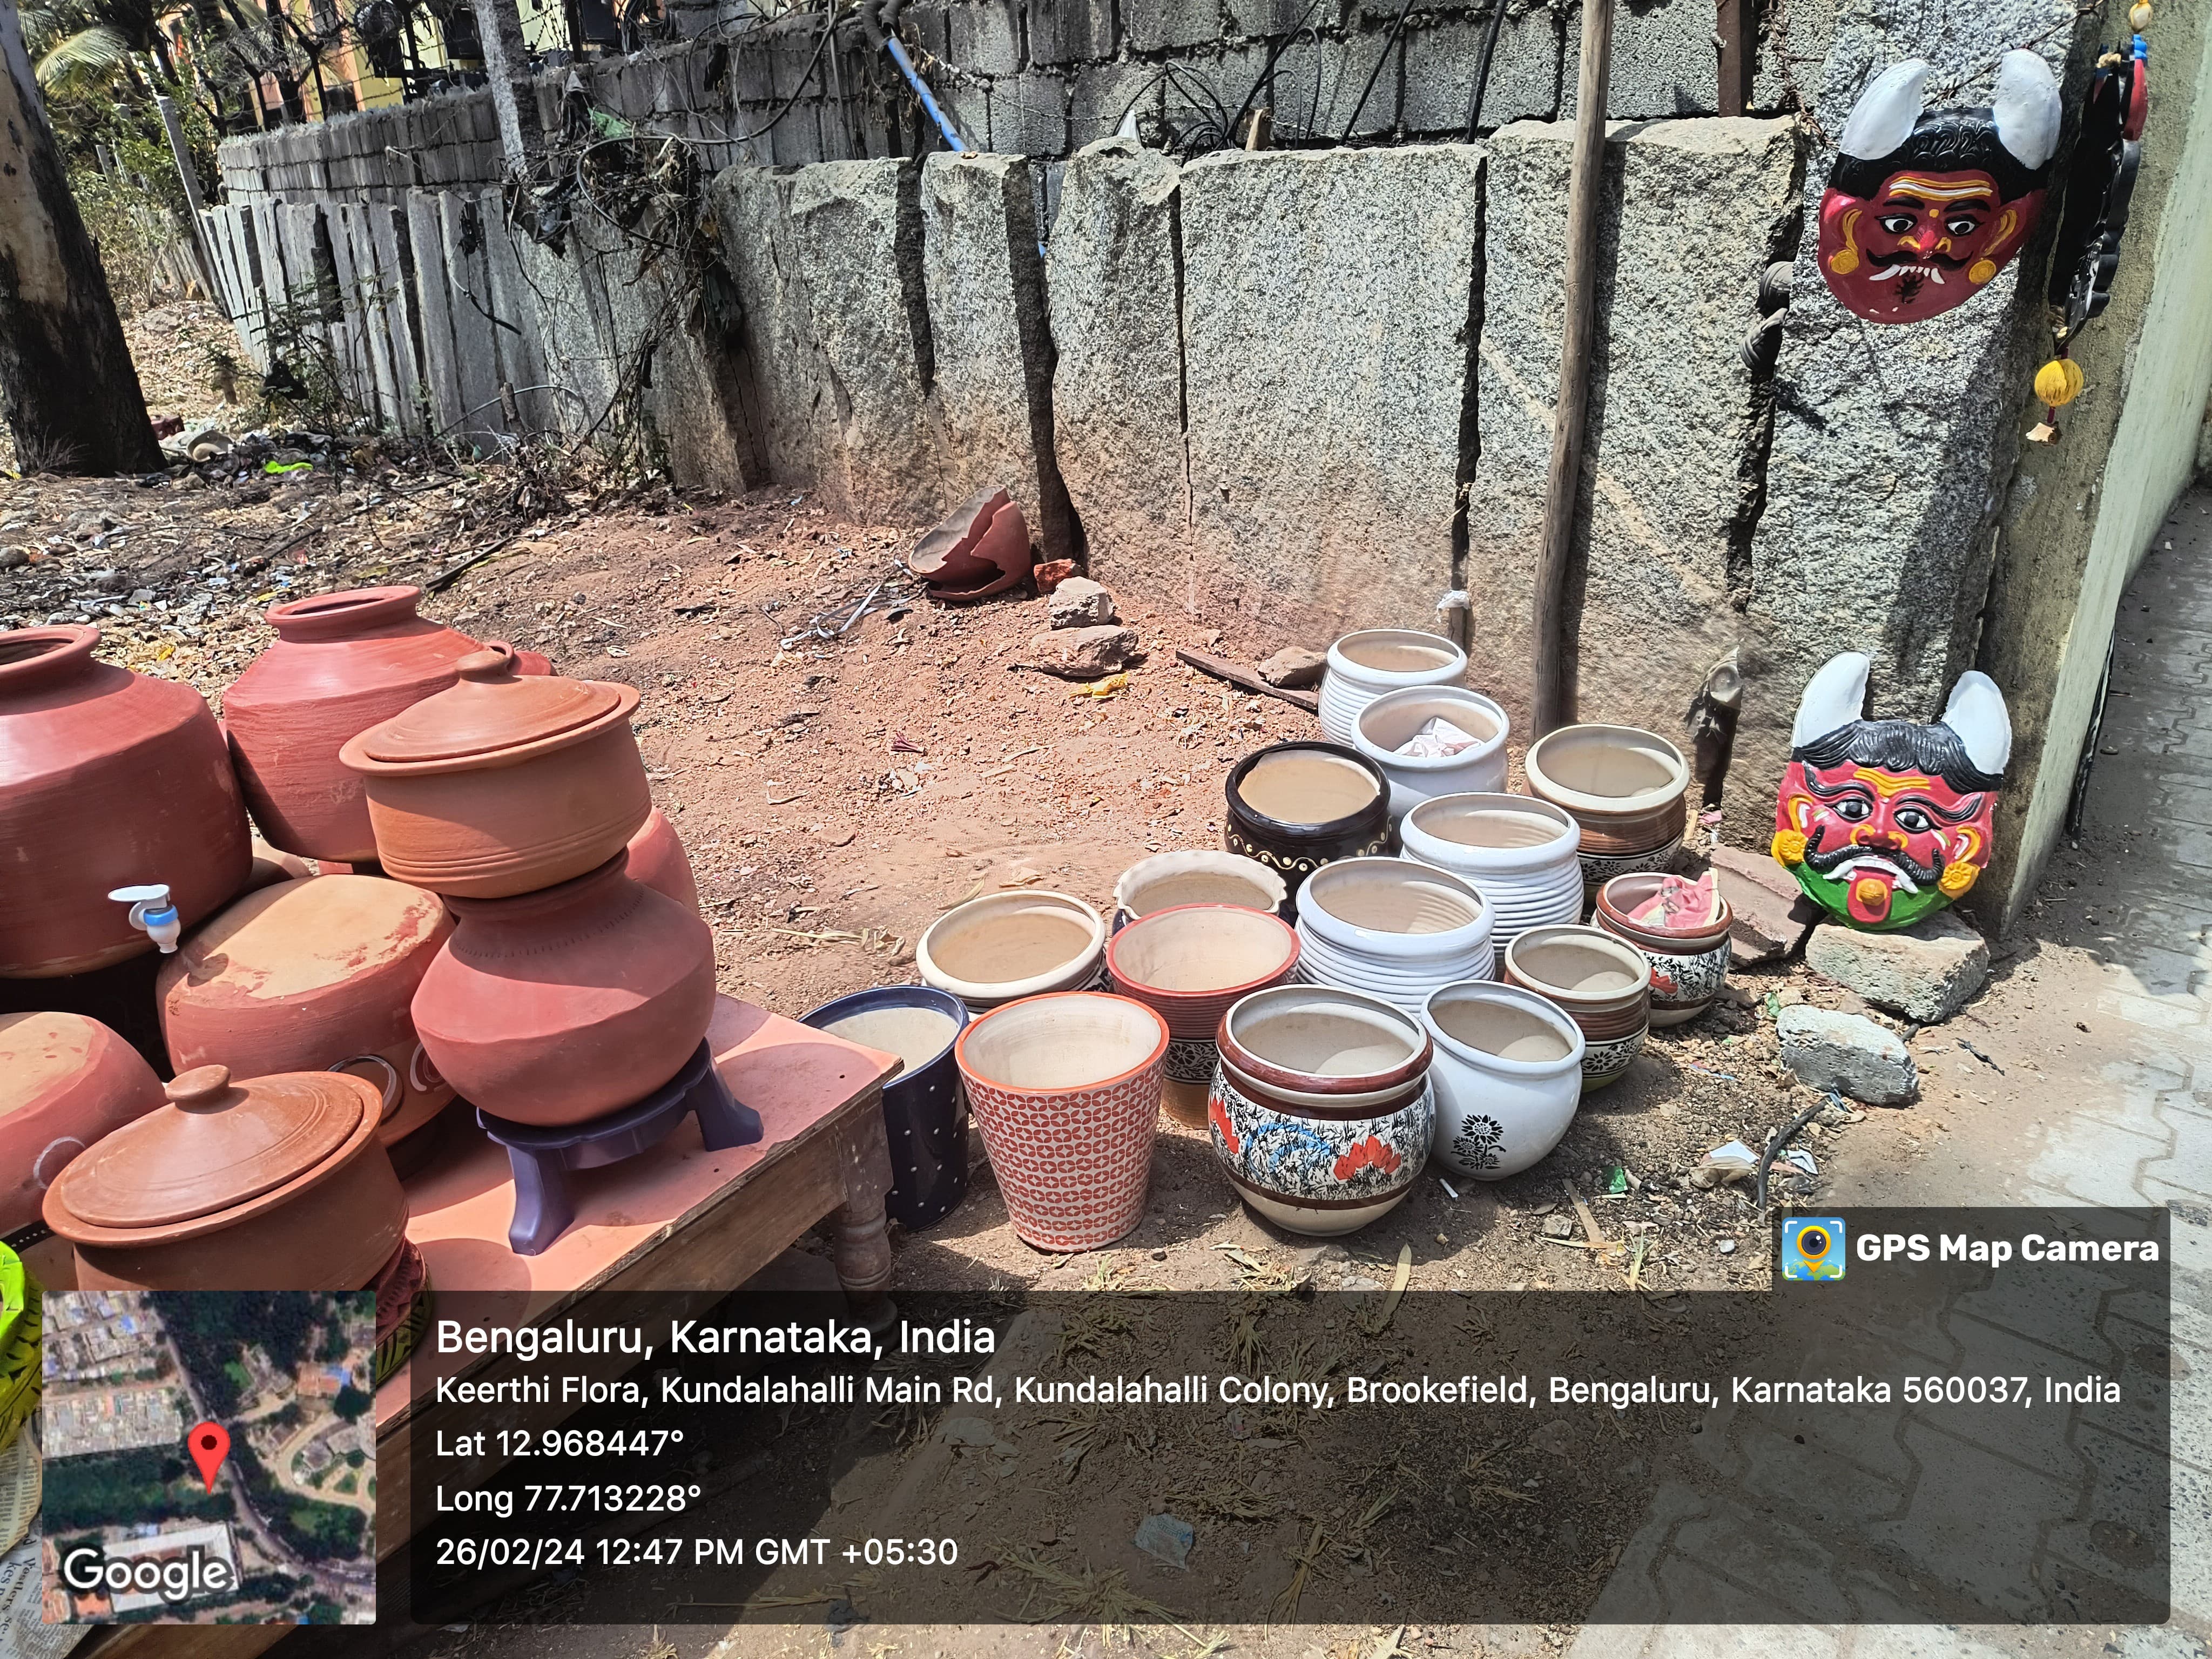 GPS Map Camera
Bengaluru, Karnataka, India
Keerthi Flora, Kundalahalli Main Rd, Kundalahalli Colony, Brookefield, Bengaluru, Karnataka 560037, India
Lat 12.968447°
Long 77.713228°
26/02/24 12:47 PM GMT +05:30
Google